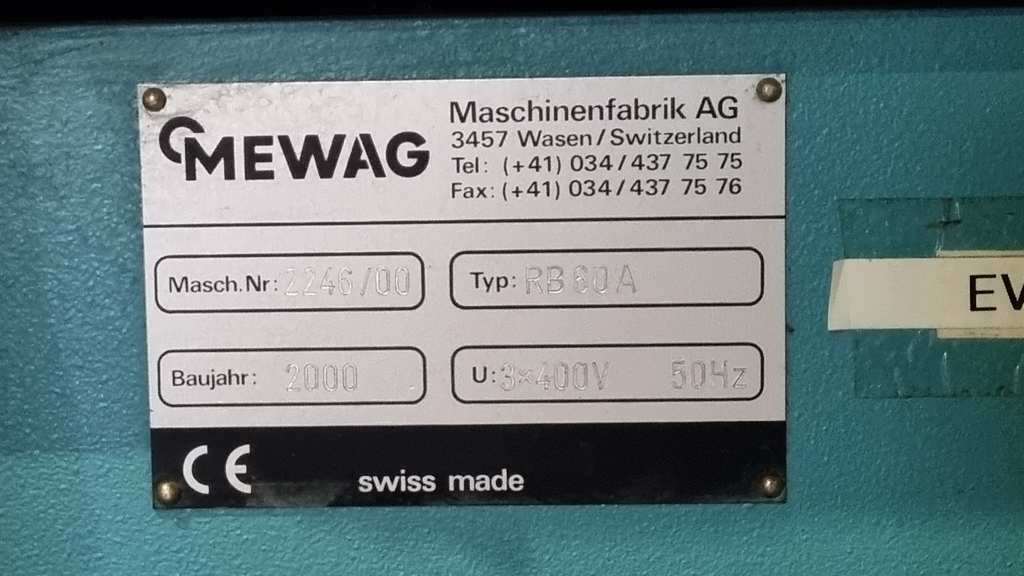 MEWAG
Maschinenfabrik AG
3457 Wasen/Switzerland
Tel: (+41) 034/437 75 75
Fax: (+41) 034/437 75 76
Masch.Nr: 2246/00
Typ: RB 60 A
Baujahr: 2000
U: 3×400V 50Hz
CE
swiss made
EV